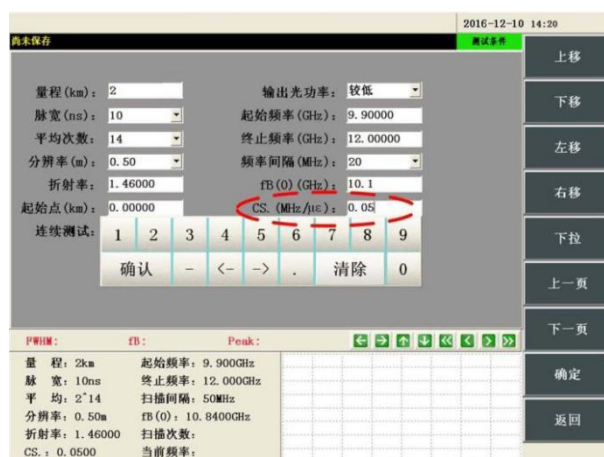 2016-12-10 14:20
尚未保存 测试条件
量程(km): 2 输出光功率: 较低
脉宽(ns): 10 起始频率(GHz): 9.90000
平均次数: 14 终止频率(GHz): 12.00000
分辨率(m): 0.50 频率间隔(MHz): 20
折射率: 1.46000 fB(0)(GHz): 10.1
起始点(km): 0.00000 CS.(MHz/με): 0.05
连续测试:
1 2 3 4 5 6 7 8 9
确认 - <- -> . 清除 0
FWHM: fB: Peak:
量 程: 2km 起始频率: 9.900GHz
脉 宽: 10ns 终止频率: 12.000GHz
平 均: 2^14 扫描间隔: 50MHz
分辨率: 0.50m fB(0): 10.8400GHz
折射率: 1.46000 扫描次数:
CS.: 0.0500 当前频率:
上移
下移
左移
右移
下拉
上一页
下一页
确定
返回